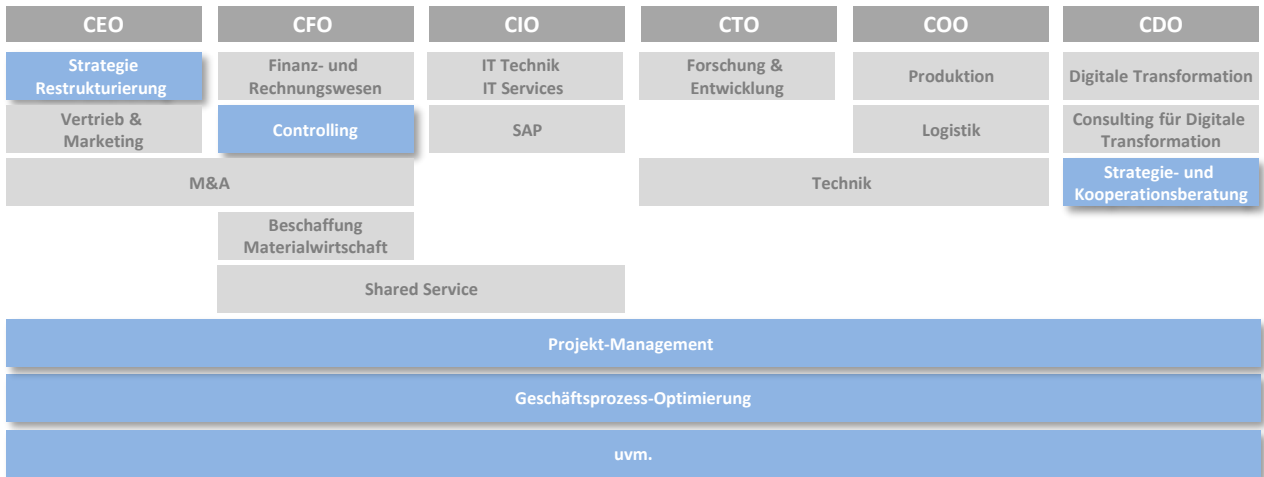 CEO
CFO
CIO
CTO
COO
CDO
Strategie
Restrukturierung
Finanz- und
Rechnungswesen
IT Technik
IT Services
Forschung &
Entwicklung
Produktion
Digitale Transformation
Vertrieb &
Marketing
Controlling
SAP
Logistik
Consulting für Digitale
Transformation
M&A
Technik
Strategie- und
Kooperationsberatung
Beschaffung
Materialwirtschaft
Shared Service
Projekt-Management
Geschäftsprozess-Optimierung
uvm.